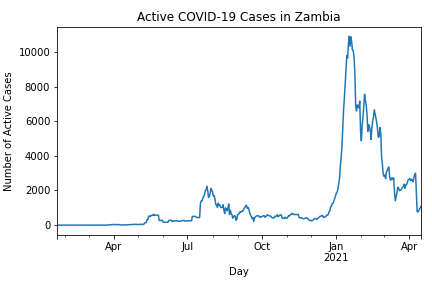 Active COVID-19 Cases in Zambia
Number of Active Cases
10000
8000
6000
4000
2000
0
Apr Jul Oct Jan Apr
2021
Day